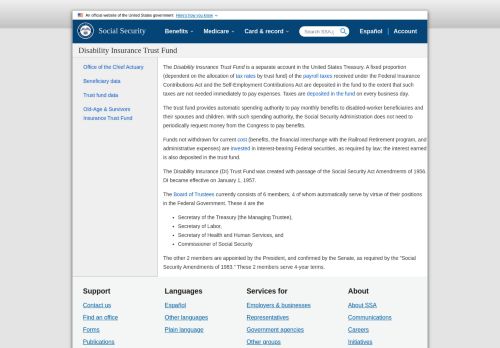 An official website of the United States government Here's how you know
Social Security
Benefits Medicare Card & record
Search SSA.g
Español Account
Disability Insurance Trust Fund
Office of the Chief Actuary
Beneficiary data
Trust fund data
Old-Age & Survivors
Insurance Trust Fund
The Disability Insurance Trust Fund is a separate account in the United States Treasury. A fixed proportion
(dependent on the allocation of tax rates by trust fund) of the payroll taxes received under the Federal Insurance
Contributions Act and the Self-Employment Contributions Act are deposited in the fund to the extent that such
taxes are not needed immediately to pay expenses. Taxes are deposited in the fund on every business day.
The trust fund provides automatic spending authority to pay monthly benefits to disabled-worker beneficiaries and
their spouses and children. With such spending authority, the Social Security Administration does not need to
periodically request money from the Congress to pay benefits.
Funds not withdrawn for current cost (benefits, the financial interchange with the Railroad Retirement program, and
administrative expenses) are invested in interest-bearing Federal securities, as required by law; the interest earned
is also deposited in the trust fund.
The Disability Insurance (DI) Trust Fund was created with passage of the Social Security Act Amendments of 1956.
DI became effective on January 1, 1957.
The Board of Trustees currently consists of 6 members; 4 of whom automatically serve by virtue of their positions
in the Federal Government. These 4 are the
• Secretary of the Treasury (the Managing Trustee),
• Secretary of Labor,
• Secretary of Health and Human Services, and
• Commissioner of Social Security
The other 2 members are appointed by the President, and confirmed by the Senate, as required by the "Social
Security Amendments of 1983." These 2 members serve 4-year terms.
Support Languages Services for About
Contact us Español Employers & businesses About SSA
Find an office Other languages Representatives Communications
Forms Plain language Government agencies Careers
Publications Other groups Initiatives